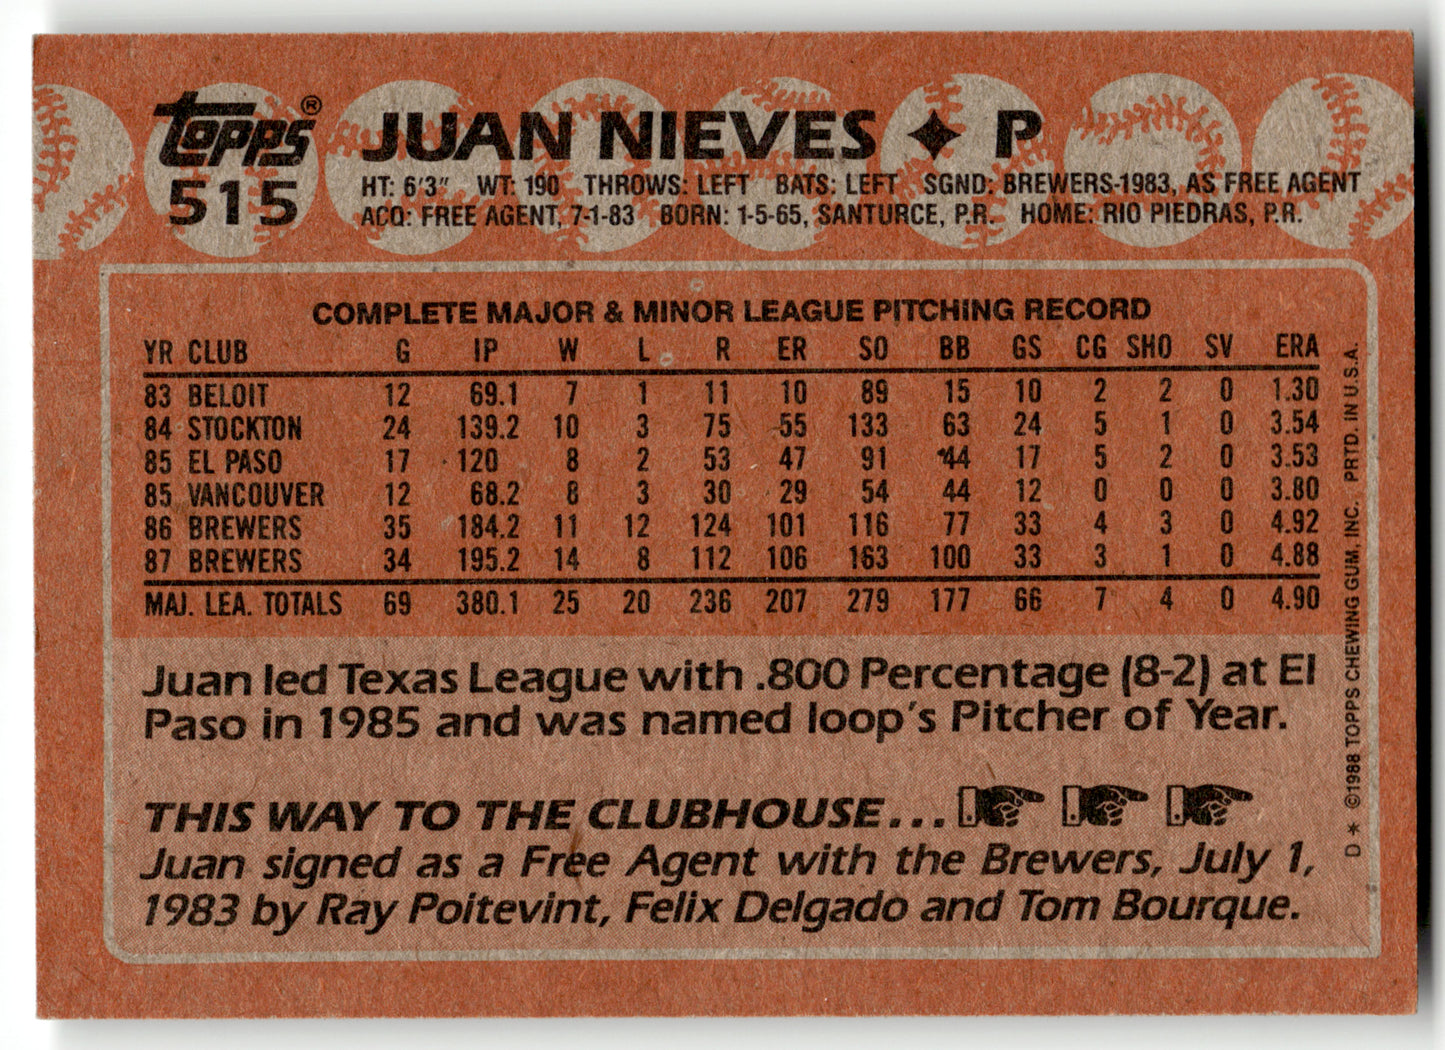 Topps® JUAN NIEVES ✦ P
515
HT: 6'3" WT: 190 THROWS: LEFT BATS: LEFT SGND: BREWERS-1983, AS FREE AGENT
ACQ: FREE AGENT, 7-1-83 BORN: 1-5-65, SANTURCE, P.R. HOME: RIO PIEDRAS, P.R.
COMPLETE MAJOR & MINOR LEAGUE PITCHING RECORD
YR CLUB G IP W L R ER SO BB GS CG SHO SV ERA
83 BELOIT 12 69.1 7 1 11 10 89 15 10 2 2 0 1.30
84 STOCKTON 24 139.2 10 3 75 55 133 63 24 5 1 0 3.54
85 EL PASO 17 120 8 2 53 47 91 44 17 5 2 0 3.53
85 VANCOUVER 12 68.2 8 3 30 29 54 44 12 0 0 0 3.80
86 BREWERS 35 184.2 11 12 124 101 116 77 33 4 3 0 4.92
87 BREWERS 34 195.2 14 8 112 106 163 100 33 3 1 0 4.88
MAJ. LEA. TOTALS 69 380.1 25 20 236 207 279 177 66 7 4 0 4.90
Juan led Texas League with .800 Percentage (8-2) at El
Paso in 1985 and was named loop's Pitcher of Year.
THIS WAY TO THE CLUBHOUSE...
Juan signed as a Free Agent with the Brewers, July 1,
1983 by Ray Poitevint, Felix Delgado and Tom Bourque.
D* ©1988 TOPPS CHEWING GUM, INC. PRTD. IN U.S.A.